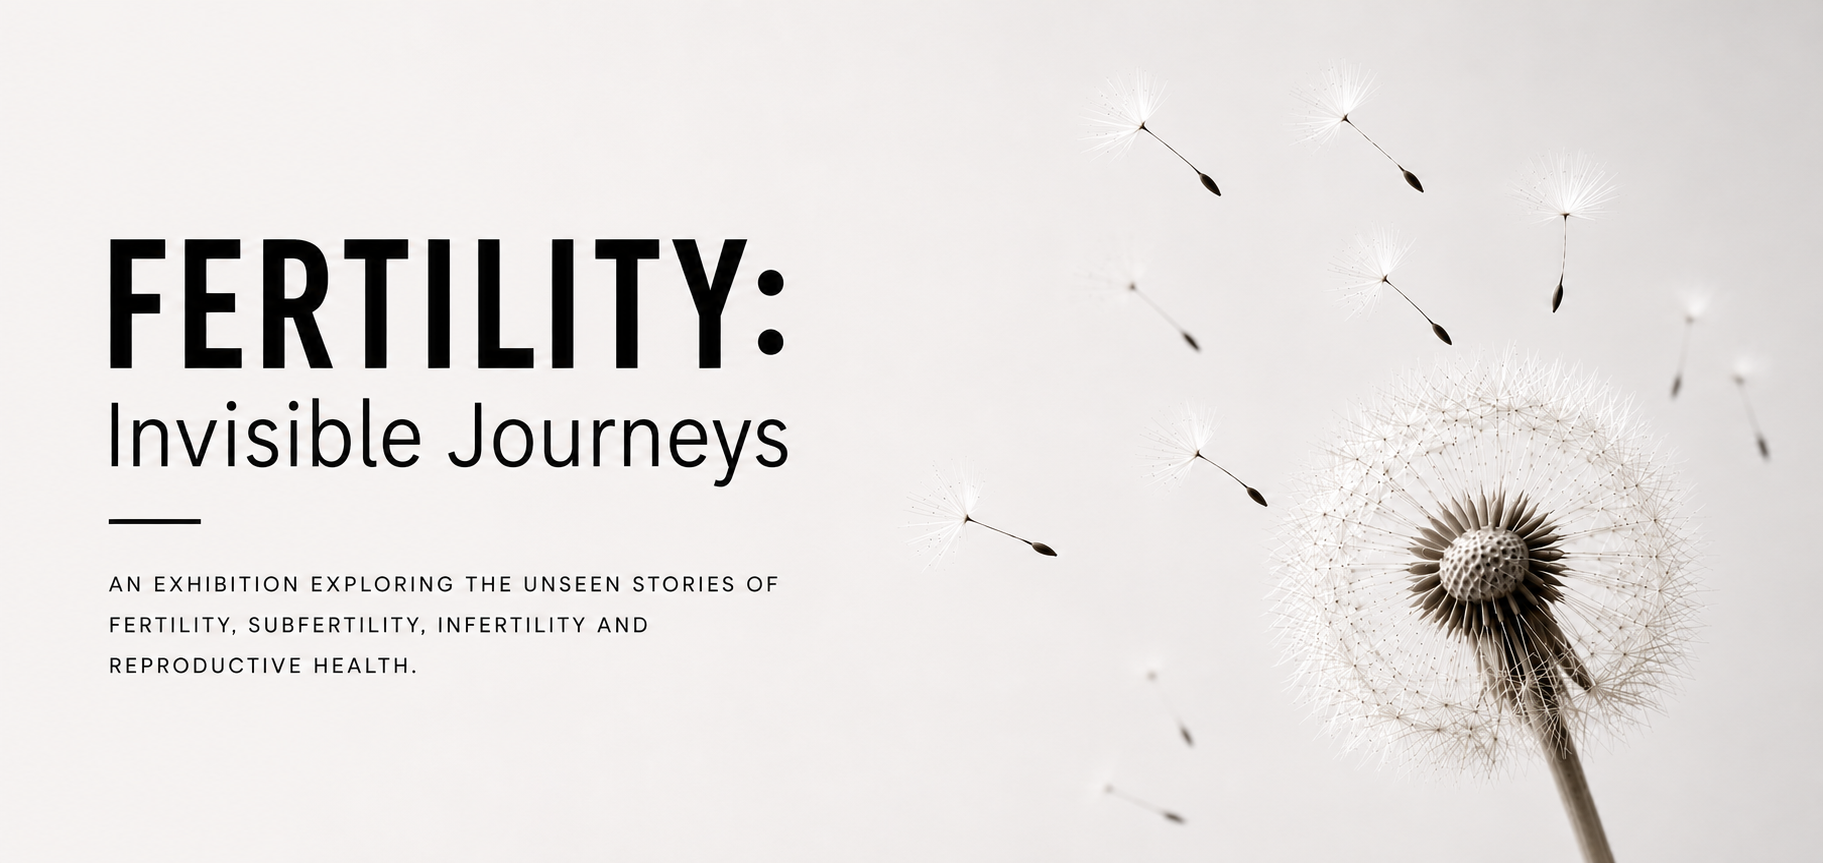 FERTILITY:
Invisible Journeys
AN EXHIBITION EXPLORING THE UNSEEN STORIES OF
FERTILITY, SUBFERTILITY, INFERTILITY AND
REPRODUCTIVE HEALTH.